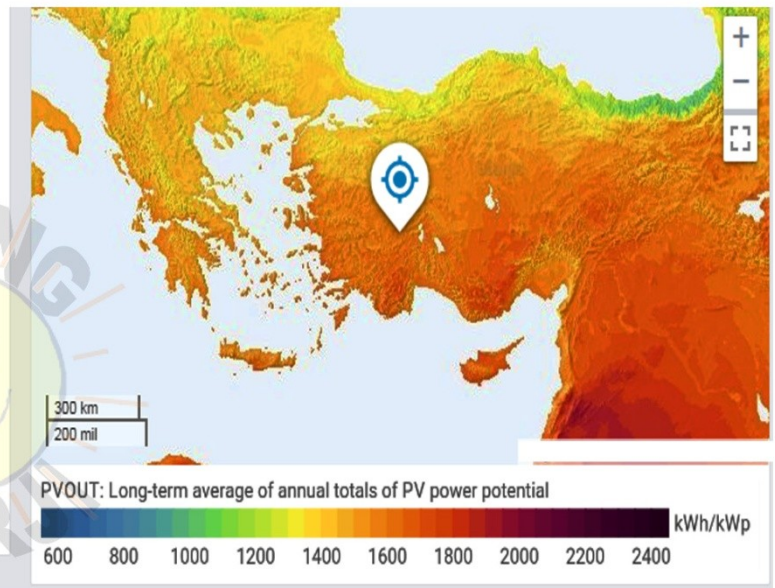 +
−
300 km
200 mil
PVOUT: Long-term average of annual totals of PV power potential
kWh/kWp
600 800 1000 1200 1400 1600 1800 2000 2200 2400